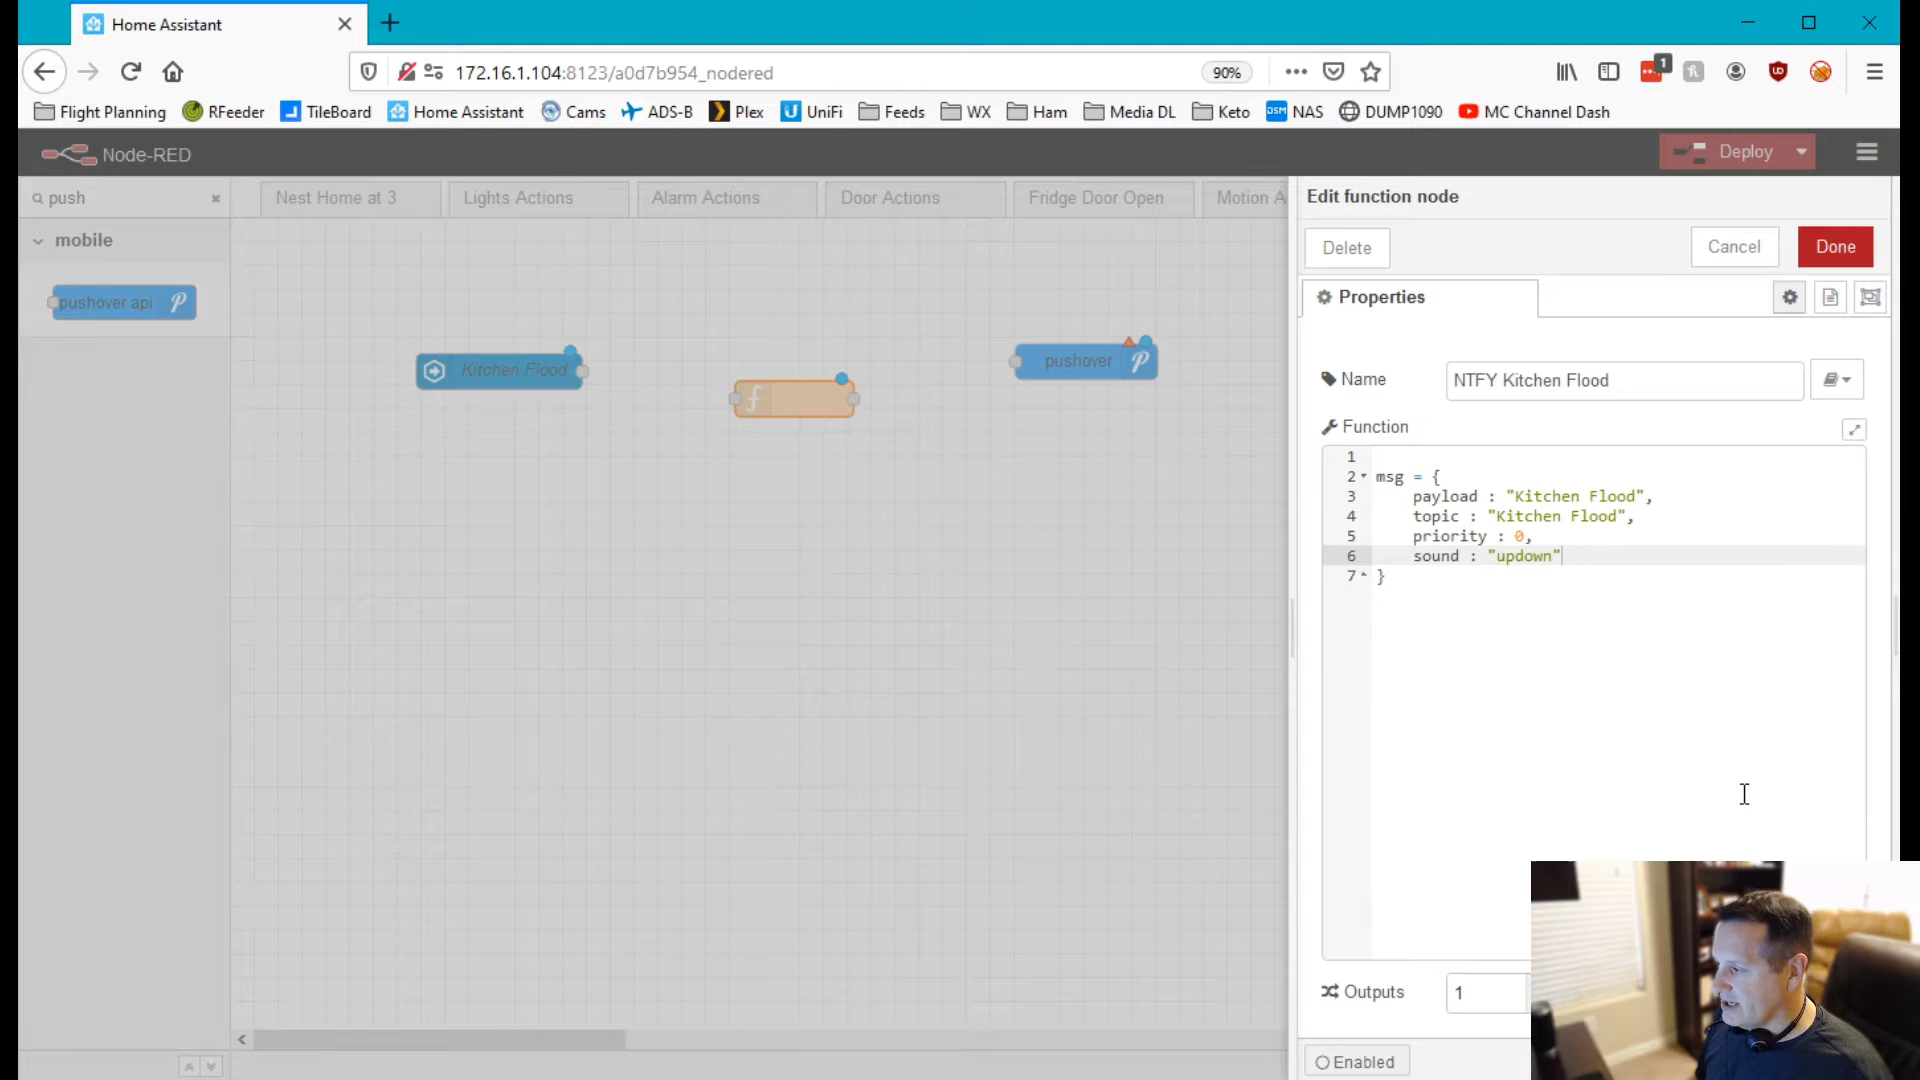 Home Assistant
172.16.1.104:8123/a0d7b954_nodered
90%
1
Flight Planning
RFeeder
TileBoard
Home Assistant
Cams
ADS-B
Plex
UniFi
Feeds
WX
Ham
Media DL
Keto
DSM
NAS
DUMP1090
MC Channel Dash
Node-RED
Deploy
push
Nest Home at 3
Lights Actions
Alarm Actions
Door Actions
Fridge Door Open
Motion A
Edit function node
mobile
Delete
Cancel
Done
pushover api
Properties
Kitchen Flood
pushover
Name
NTFY Kitchen Flood
Function
1
2 msg = {
3 payload : "Kitchen Flood",
4 topic : "Kitchen Flood",
5 priority : 0,
6 sound : "updown"
7 }
Outputs
1
Enabled